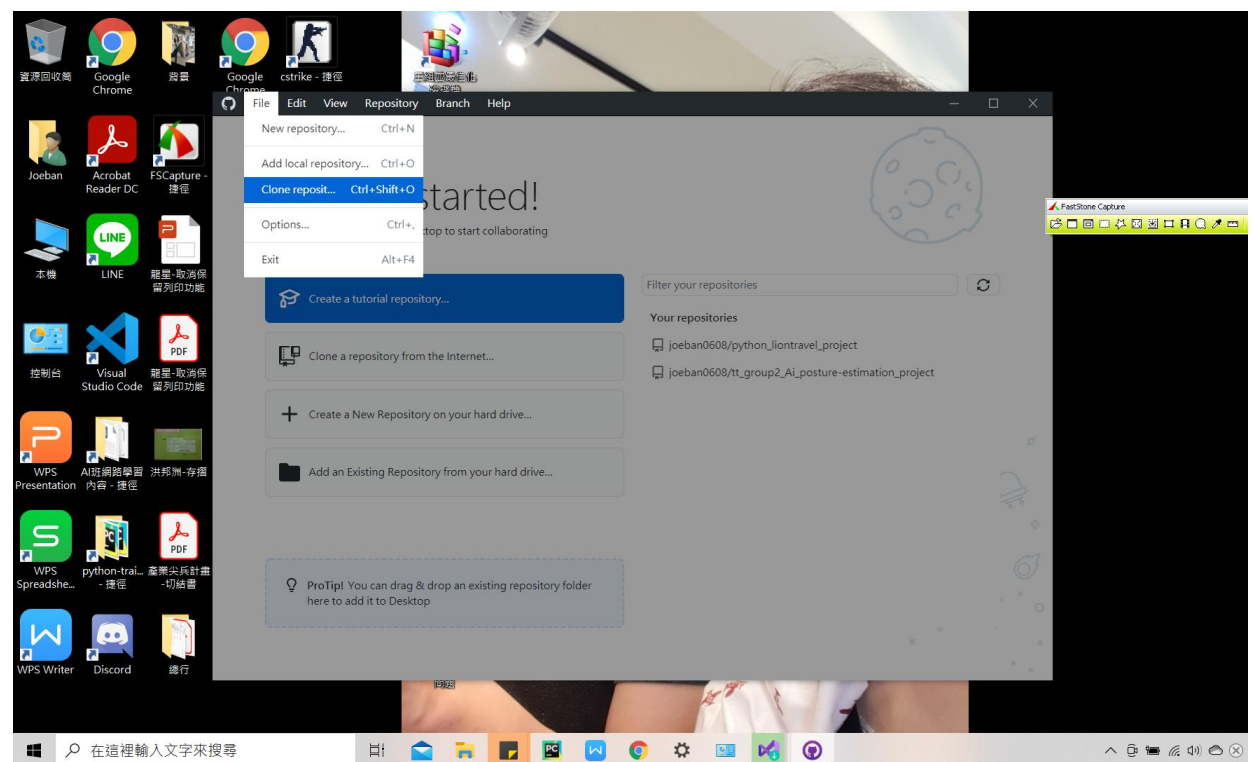 資源回收筒
Google
Chrome
背景
Google
Chrome
cstrike - 捷徑
File Edit View Repository Branch Help
New repository... Ctrl+N
Add local repository... Ctrl+O
Clone reposit... Ctrl+Shift+O
Options... Ctrl+,
Exit Alt+F4
started!
top to start collaborating
Create a tutorial repository...
Clone a repository from the Internet...
Create a New Repository on your hard drive...
Add an Existing Repository from your hard drive...
ProTip! You can drag & drop an existing repository folder
here to add it to Desktop
Filter your repositories
Your repositories
joeban0608/python_liontravel_project
joeban0608/tt_group2_Ai_posture-estimation_project
FastStone Capture
Joeban
Acrobat
Reader DC
FSCapture -
捷徑
本機
LINE
LINE
龍星-取消保
留列印功能
控制台
Visual
Studio Code
PDF
龍星-取消保
留列印功能
WPS
Presentation
AI班網路學習
內容 - 捷徑
洪邦洲-存摺
WPS
Spreadshe...
PC
python-trai...
- 捷徑
PDF
產業尖兵計畫
-切結書
WPS Writer
Discord
總行
問題
在這裡輸入文字來搜尋
PC